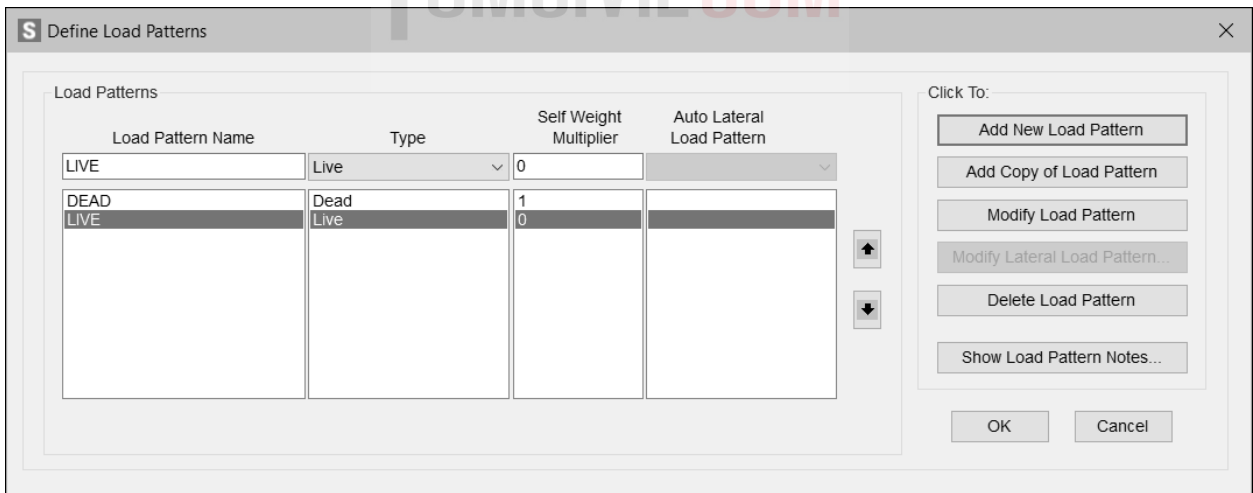 S Define Load Patterns
Load Patterns
Click To:
Load Pattern Name
Type
Self Weight Multiplier
Auto Lateral Load Pattern
LIVE Live 0
DEAD Dead 1
LIVE Live 0
Add New Load Pattern
Add Copy of Load Pattern
Modify Load Pattern
Modify Lateral Load Pattern...
Delete Load Pattern
Show Load Pattern Notes...
OK Cancel